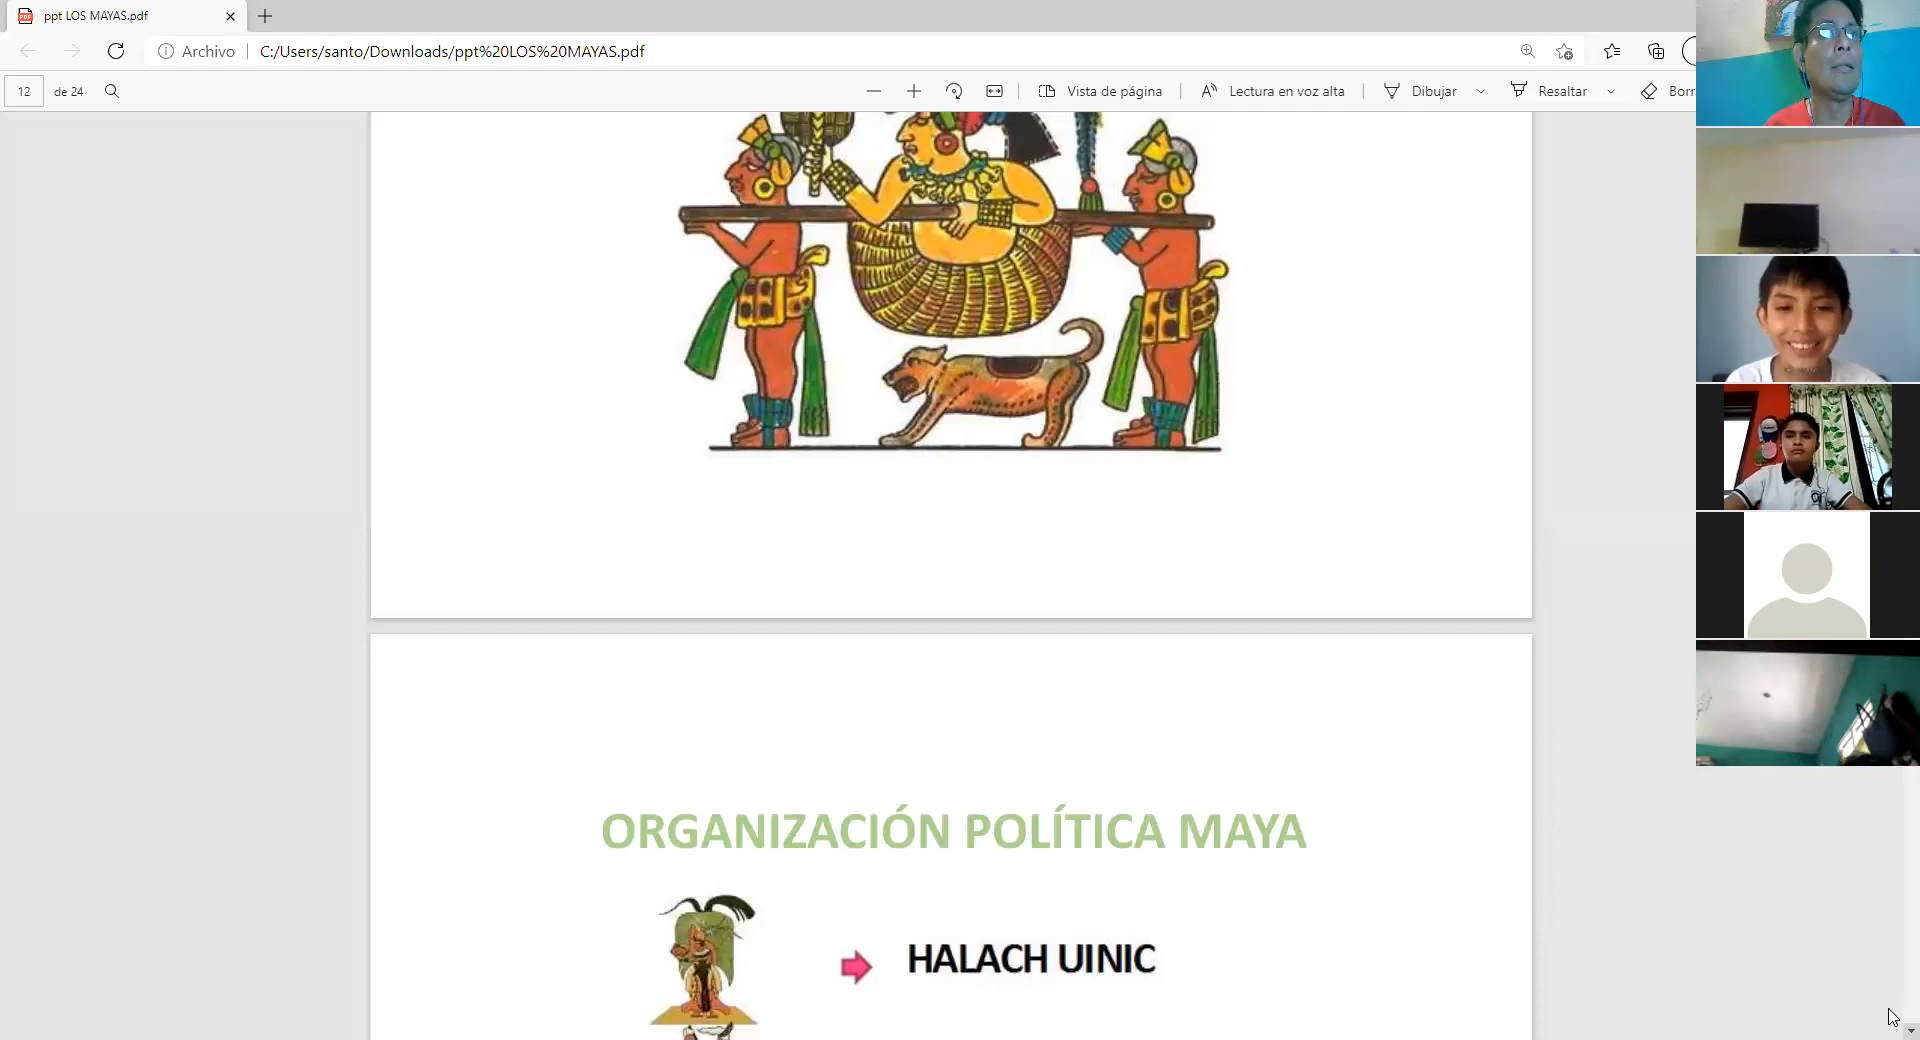 ppt LOS MAYAS.pdf
Archivo C:/Users/santo/Downloads/ppt%20LOS%20MAYAS.pdf
12 de 24 Vista de página Lectura en voz alta Dibujar Resaltar Borr
ORGANIZACIÓN POLÍTICA MAYA
HALACH UINIC